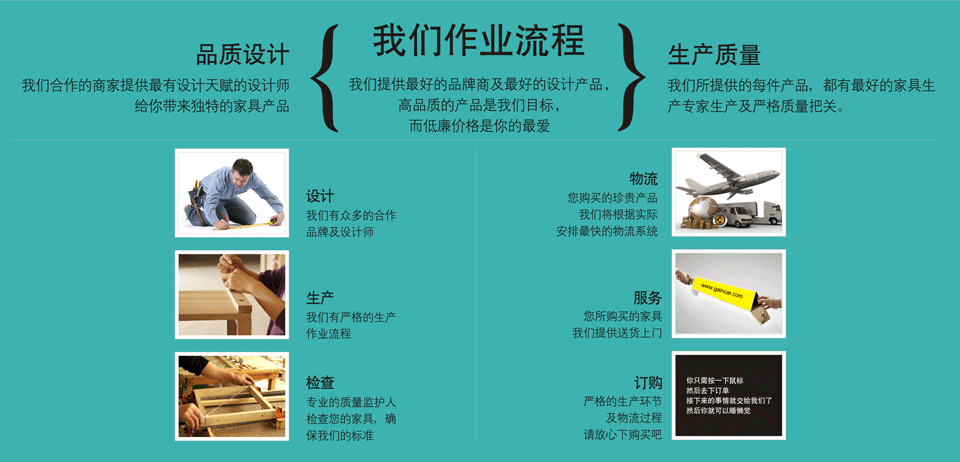 品质设计
我们合作的商家提供最有设计天赋的设计师
给你带来独特的家具产品
我们作业流程
我们提供最好的品牌商及最好的设计产品，
高品质的产品是我们目标，
而低廉价格是你的最爱
生产质量
我们所提供的每件产品，都有最好的家具生
产专家生产及严格质量把关。
设计
我们有众多的合作
品牌及设计师
生产
我们有严格的生产
作业流程
检查
专业的质量监护人
检查您的家具，确
保我们的标准
物流
您购买的珍贵产品
我们将根据实际
安排最快的物流系统
服务
您所购买的家具
我们提供送货上门
www.gaincar.com
订购
严格的生产环节
及物流过程
请放心下购买吧
你只需按一下鼠标
然后去下订单
接下来的事情就交给我们了
然后你就可以睡懒觉